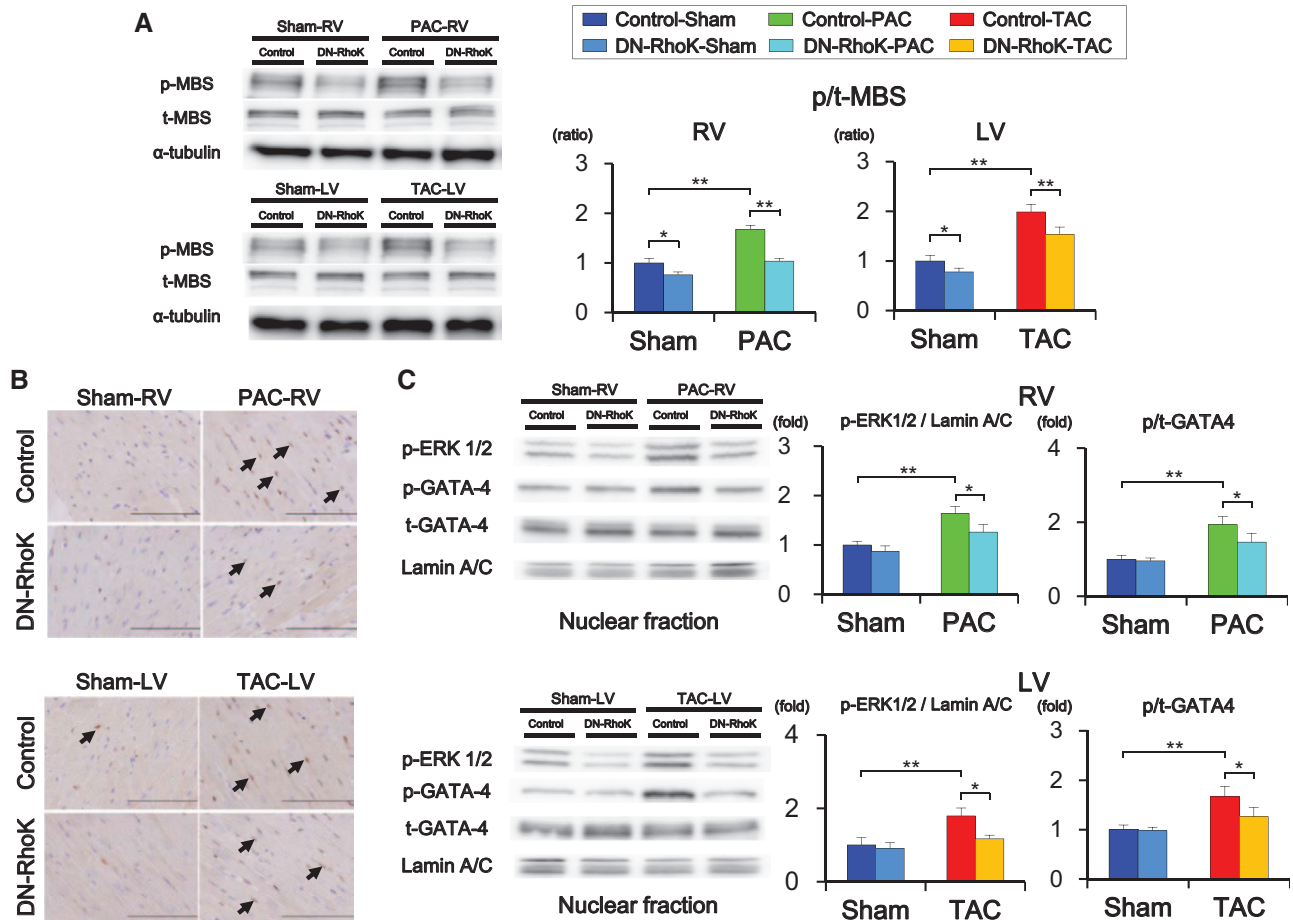 A
Sham-RV PAC-RV
Control DN-RhoK Control DN-RhoK
p-MBS
t-MBS
α-tubulin
Sham-LV TAC-LV
Control DN-RhoK Control DN-RhoK
p-MBS
t-MBS
α-tubulin
Control-Sham Control-PAC Control-TAC
DN-RhoK-Sham DN-RhoK-PAC DN-RhoK-TAC
p/t-MBS
RV
(ratio)
3
2
1
0
**
*
**
Sham PAC
LV
(ratio)
3
2
1
0
**
*
**
Sham TAC
B
Sham-RV PAC-RV
Control
DN-RhoK
Sham-LV TAC-LV
Control
DN-RhoK
C
Sham-RV PAC-RV
Control DN-RhoK Control DN-RhoK
p-ERK 1/2
p-GATA-4
t-GATA-4
Lamin A/C
Nuclear fraction
RV
(fold)
p-ERK1/2 / Lamin A/C
3
2
1
0
**
*
Sham PAC
(fold)
p/t-GATA4
4
2
0
**
*
Sham PAC
Sham-LV TAC-LV
Control DN-RhoK Control DN-RhoK
p-ERK 1/2
p-GATA-4
t-GATA-4
Lamin A/C
Nuclear fraction
LV
(fold)
p-ERK1/2 / Lamin A/C
4
2
0
**
*
Sham TAC
(fold)
p/t-GATA4
3
2
1
0
**
*
Sham TAC